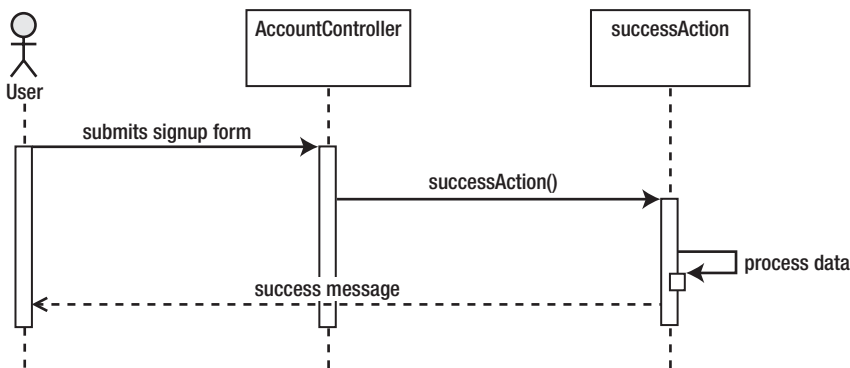 AccountController
successAction
User
submits signup form
successAction()
process data
success message